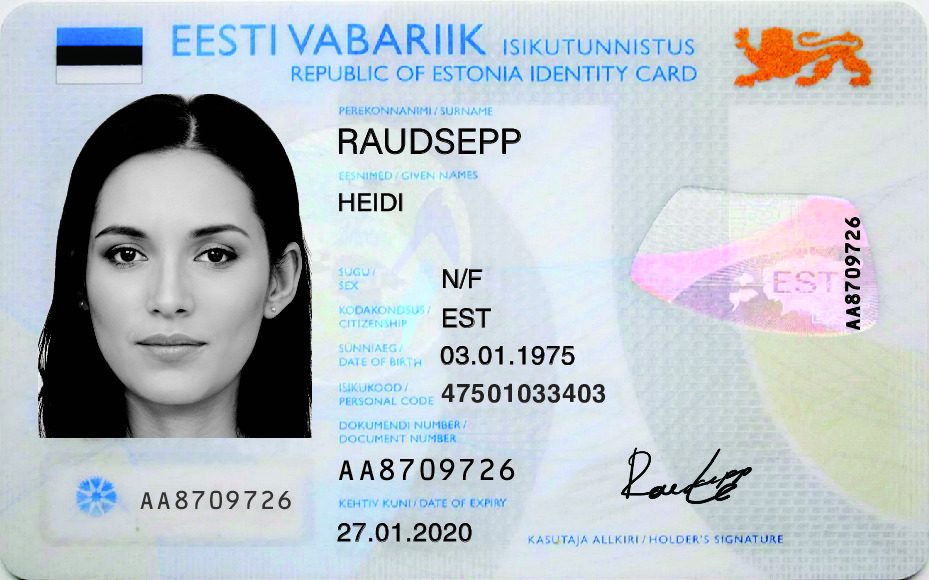 EESTI VABARIIK ISIKUTUNNISTUS
REPUBLIC OF ESTONIA IDENTITY CARD
PEREKONNANIMI / SURNAME
RAUDSEPP
EESNIMED / GIVEN NAMES
HEIDI
SUGU /
SEX
N/F
KODAKONDSUS /
CITIZENSHIP
EST
SÜNNIAEG /
DATE OF BIRTH
03.01.1975
ISIKUKOOD /
PERSONAL CODE
47501033403
DOKUMENDI NUMBER /
DOCUMENT NUMBER
AA8709726
KEHTIV KUNI / DATE OF EXPIRY
27.01.2020
AA8709726
EST
AA8709726
Raudsepp
KASUTAJA ALLKIRI / HOLDER'S SIGNATURE